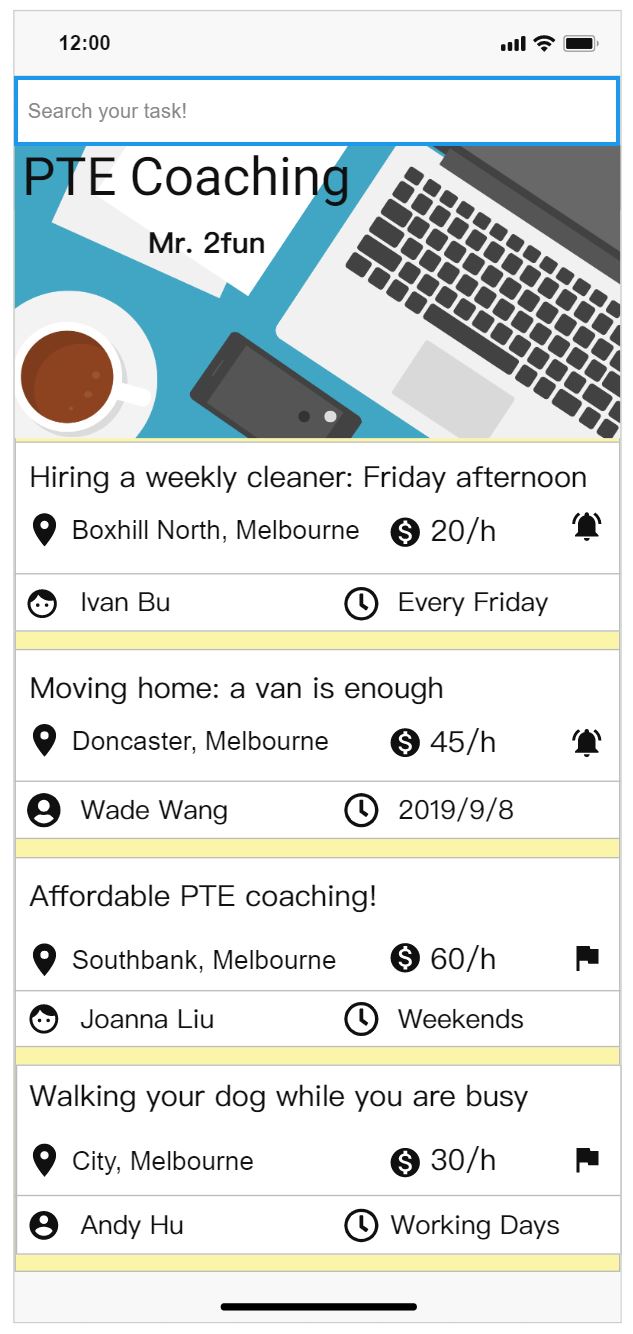 12:00
Search your task!
PTE Coaching
Mr. 2fun
Hiring a weekly cleaner: Friday afternoon
Boxhill North, Melbourne $ 20/h
Ivan Bu Every Friday
Moving home: a van is enough
Doncaster, Melbourne $ 45/h
Wade Wang 2019/9/8
Affordable PTE coaching!
Southbank, Melbourne $ 60/h
Joanna Liu Weekends
Walking your dog while you are busy
City, Melbourne $ 30/h
Andy Hu Working Days